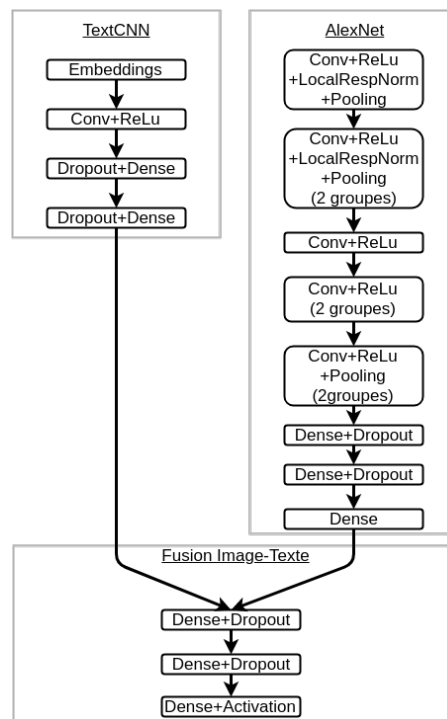 TextCNN
Embeddings
Conv+ReLu
Dropout+Dense
Dropout+Dense
AlexNet
Conv+ReLu
+LocalRespNorm
+Pooling
Conv+ReLu
+LocalRespNorm
+Pooling
(2 groupes)
Conv+ReLu
Conv+ReLu
(2 groupes)
Conv+ReLu
+Pooling
(2groupes)
Dense+Dropout
Dense+Dropout
Dense
Fusion Image-Texte
Dense+Dropout
Dense+Dropout
Dense+Activation